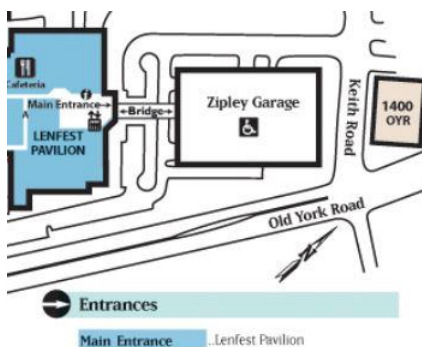 Cafeteria
Main Entrance
Bridge
A
LENFEST
PAVILION
Zipley Garage
Keith Road
1400
OYR
Old York Road
N
Entrances
Main Entrance ..Lenfest Pavilion